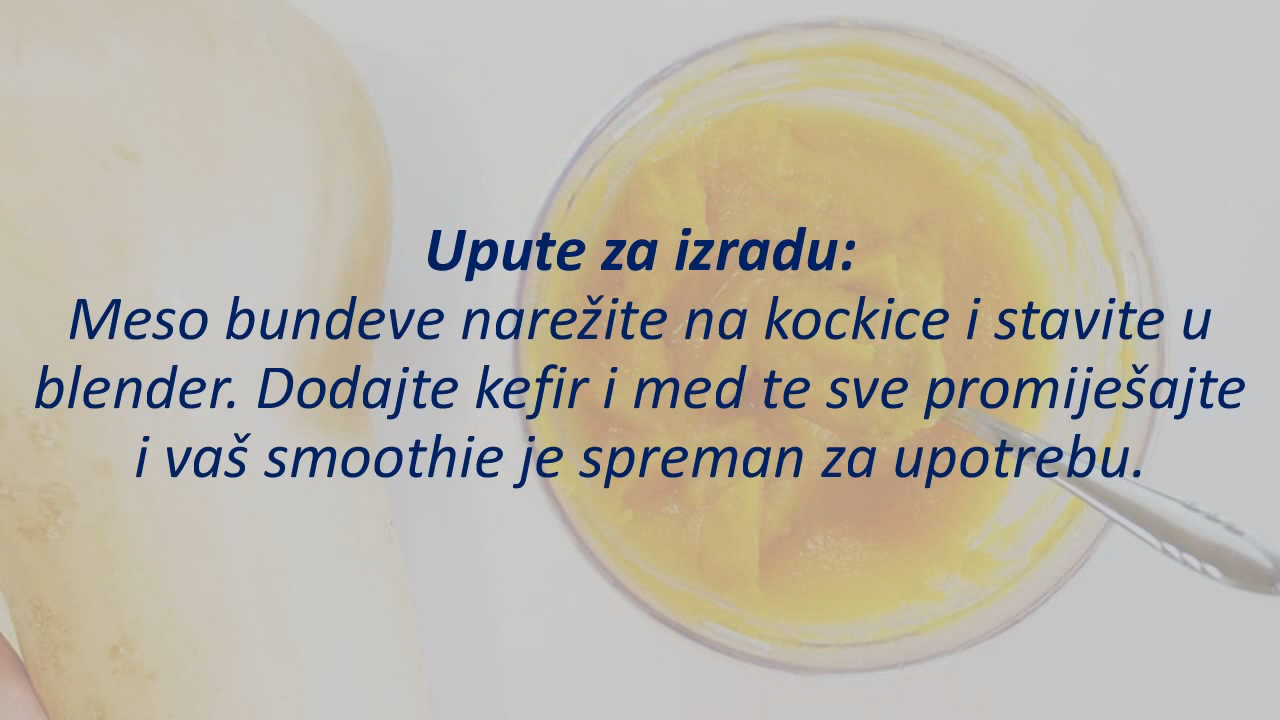 Upute za izradu:
Meso bundeve narežite na kockice i stavite u
blender. Dodajte kefir i med te sve promiješajte
i vaš smoothie je spreman za upotrebu.